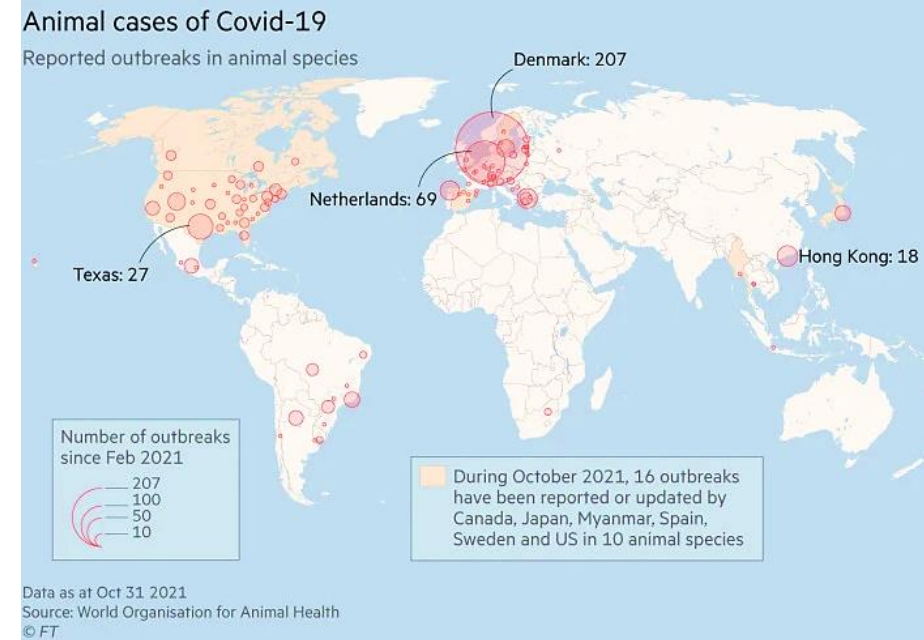 Animal cases of Covid-19
Reported outbreaks in animal species
Denmark: 207
Netherlands: 69
Texas: 27
Hong Kong: 18
Number of outbreaks
since Feb 2021
207
100
50
10
During October 2021, 16 outbreaks
have been reported or updated by
Canada, Japan, Myanmar, Spain,
Sweden and US in 10 animal species
Data as at Oct 31 2021
Source: World Organisation for Animal Health
© FT